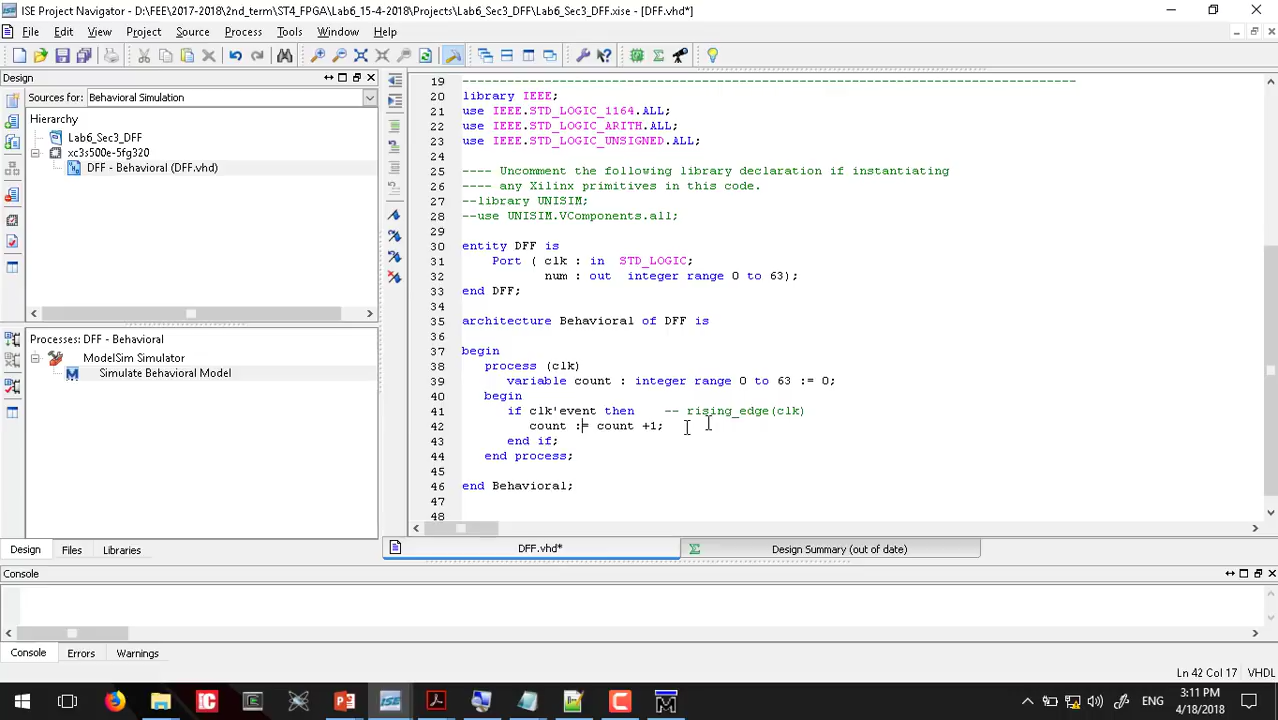 ISE Project Navigator - D:\FEE\2017-2018\2nd_term\ST4_FPGA\Lab6_15-4-2018\Projects\Lab6_Sec3_DFF\Lab6_Sec3_DFF.xise - [DFF.vhd*]
File Edit View Project Source Process Tools Window Help
Design
Sources for: Behavioral Simulation
Hierarchy
Lab6_Sec3_DFF
xc3s500e-5fg320
DFF - Behavioral (DFF.vhd)
Processes: DFF - Behavioral
ModelSim Simulator
Simulate Behavioral Model
Design Files Libraries
19 -----------------------------------------------------------------------------------
20 library IEEE;
21 use IEEE.STD_LOGIC_1164.ALL;
22 use IEEE.STD_LOGIC_ARITH.ALL;
23 use IEEE.STD_LOGIC_UNSIGNED.ALL;
24
25 ---- Uncomment the following library declaration if instantiating
26 ---- any Xilinx primitives in this code.
27 --library UNISIM;
28 --use UNISIM.VComponents.all;
29
30 entity DFF is
31 Port ( clk : in STD_LOGIC;
32 num : out integer range 0 to 63);
33 end DFF;
34
35 architecture Behavioral of DFF is
36
37 begin
38 process (clk)
39 variable count : integer range 0 to 63 := 0;
40 begin
41 if clk'event then -- rising_edge(clk)
42 count := count +1;
43 end if;
44 end process;
45
46 end Behavioral;
47
48
DFF.vhd* Design Summary (out of date)
Console
Console Errors Warnings
Ln 42 Col 17 VHDL
ENG
3:11 PM
4/18/2018